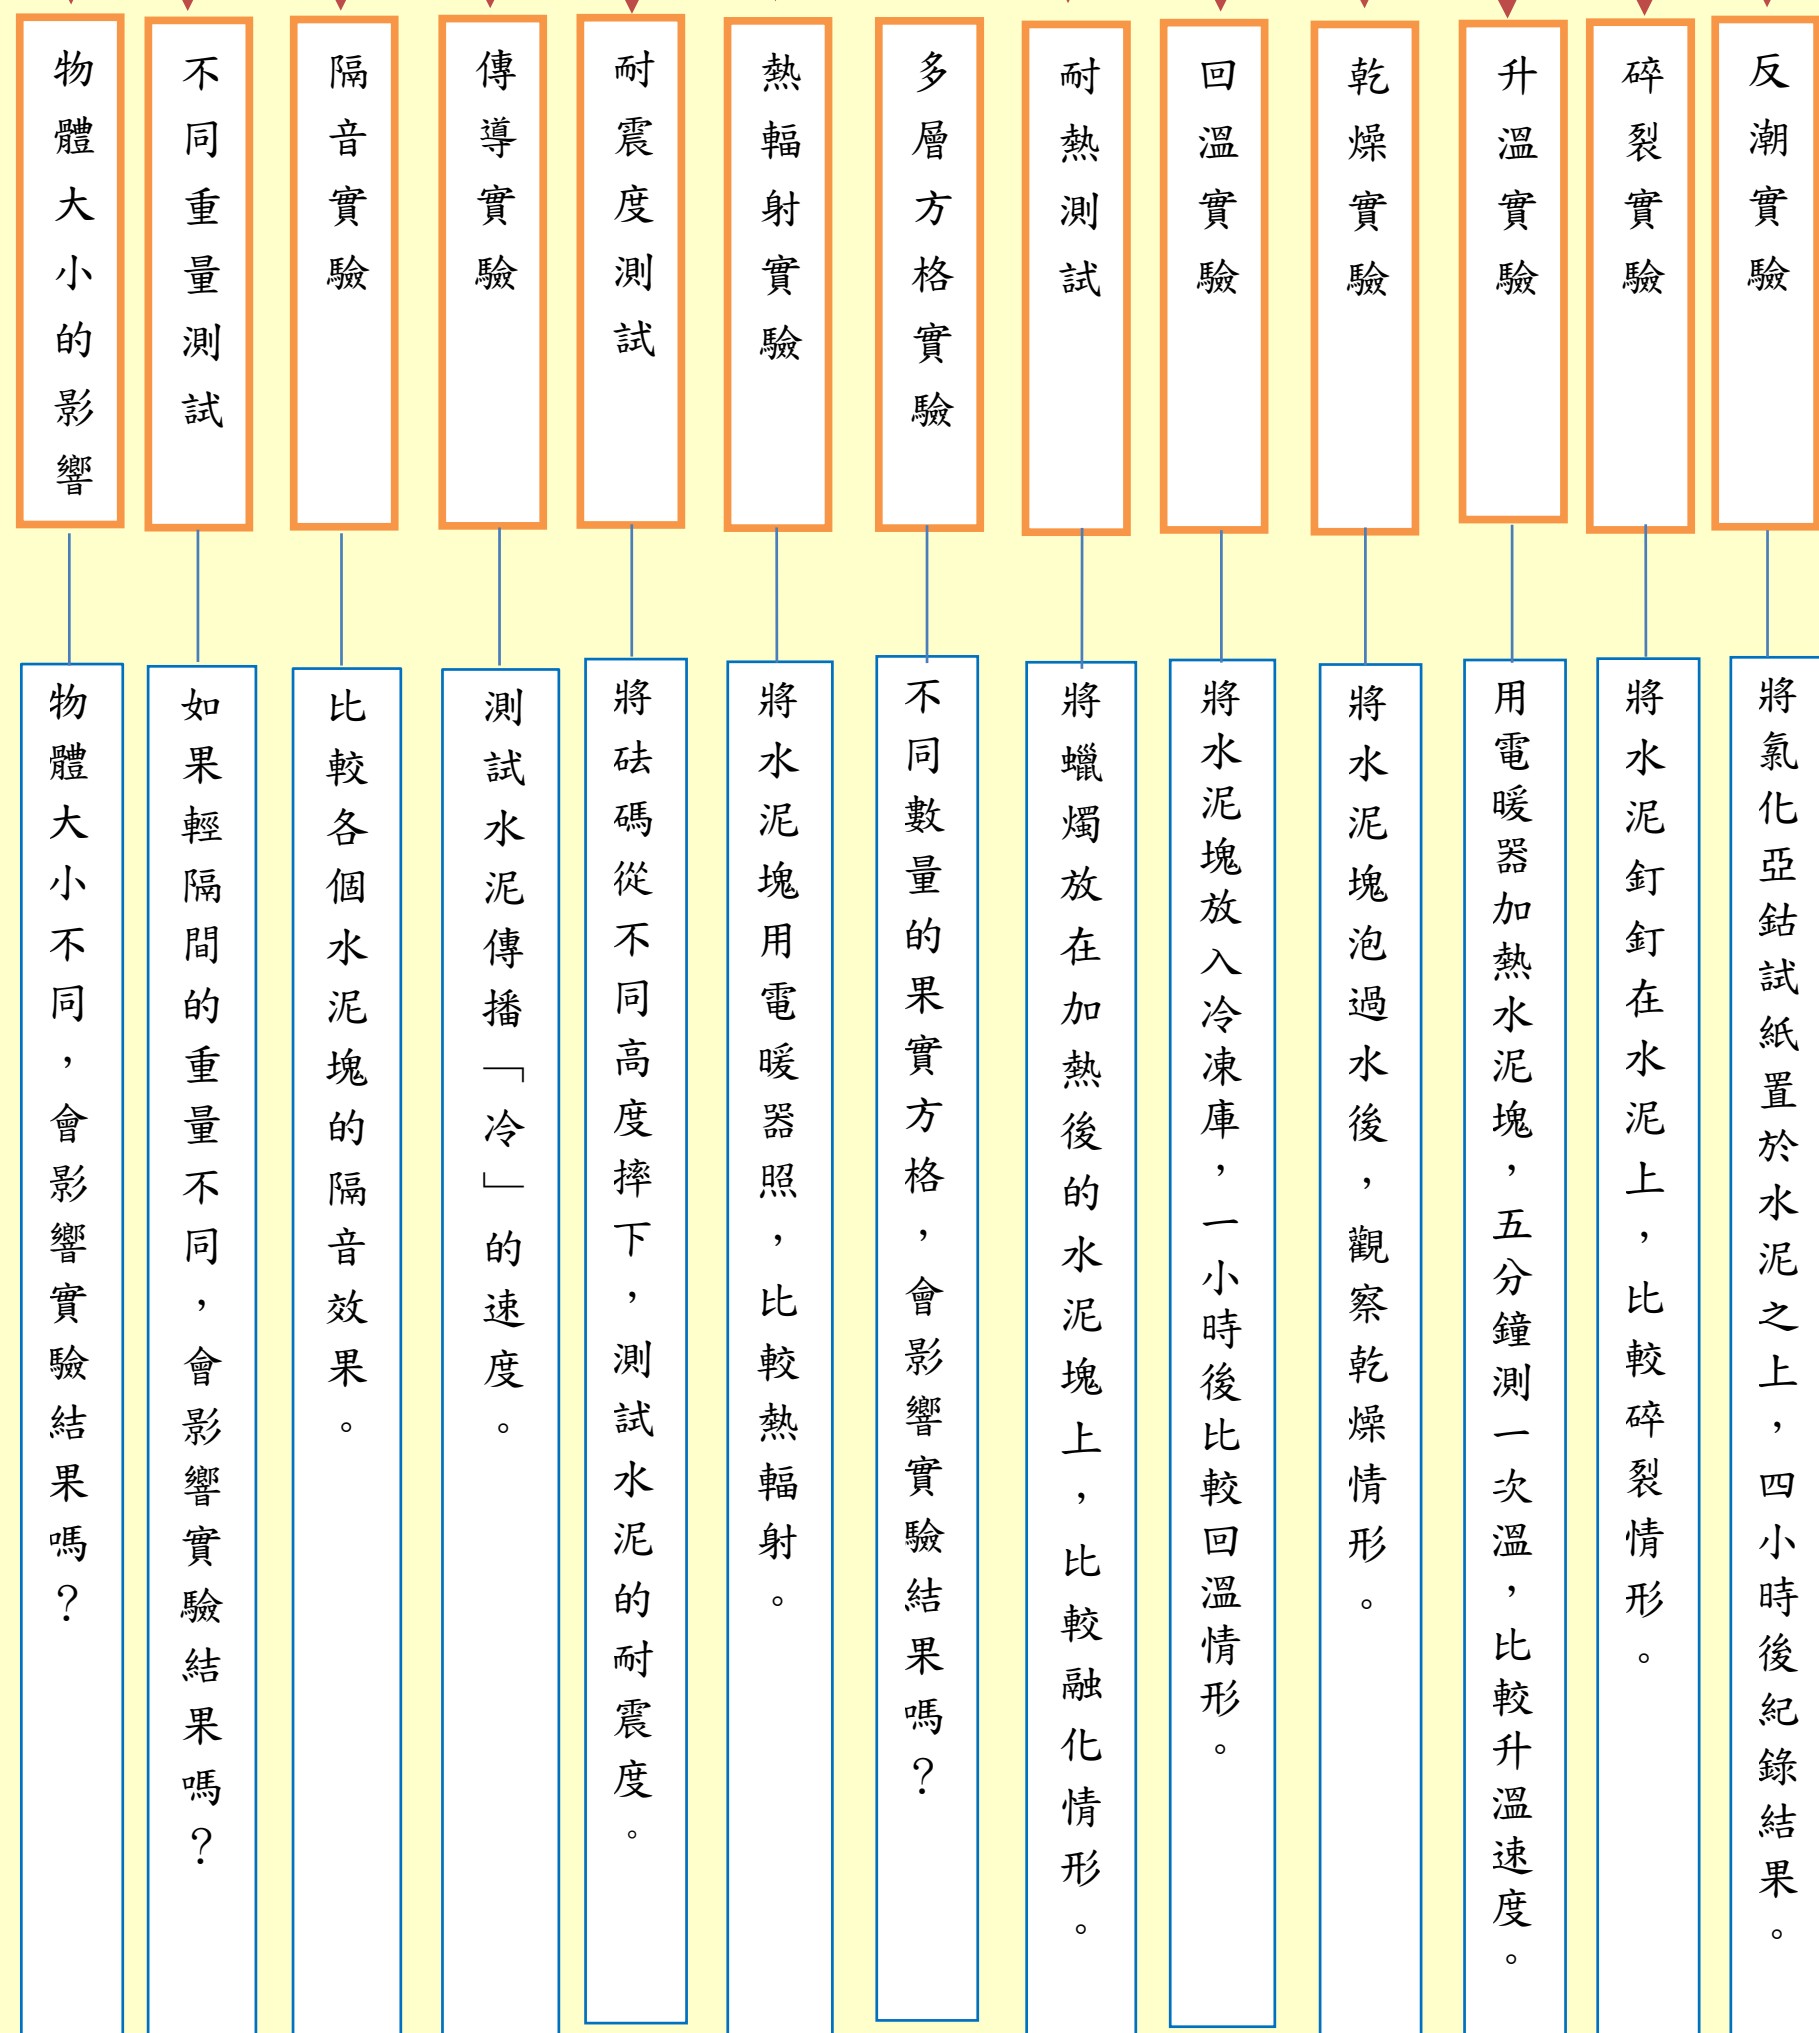 反潮實驗
碎裂實驗
升溫實驗
乾燥實驗
回溫實驗
耐熱測試
多層方格實驗
熱輻射實驗
耐震度測試
傳導實驗
隔音實驗
不同重量測試
物體大小的影響
將氯化亞鈷試紙置於水泥之上，四小時後紀錄結果。
將水泥釘釘在水泥上，比較碎裂情形。
用電暖器加熱水泥塊，五分鐘測一次溫，比較升溫速度。
將水泥塊泡過水後，觀察乾燥情形。
將水泥塊放入冷凍庫，一小時後比較回溫情形。
將蠟燭放在加熱後的水泥塊上，比較融化情形。
不同數量的果實方格，會影響實驗結果嗎？
將水泥塊用電暖器照，比較熱輻射。
將砝碼從不同高度摔下，測試水泥的耐震度。
測試水泥傳播「冷」的速度。
比較各個水泥塊的隔音效果。
如果輕隔間的重量不同，會影響實驗結果嗎？
物體大小不同，會影響實驗結果嗎？